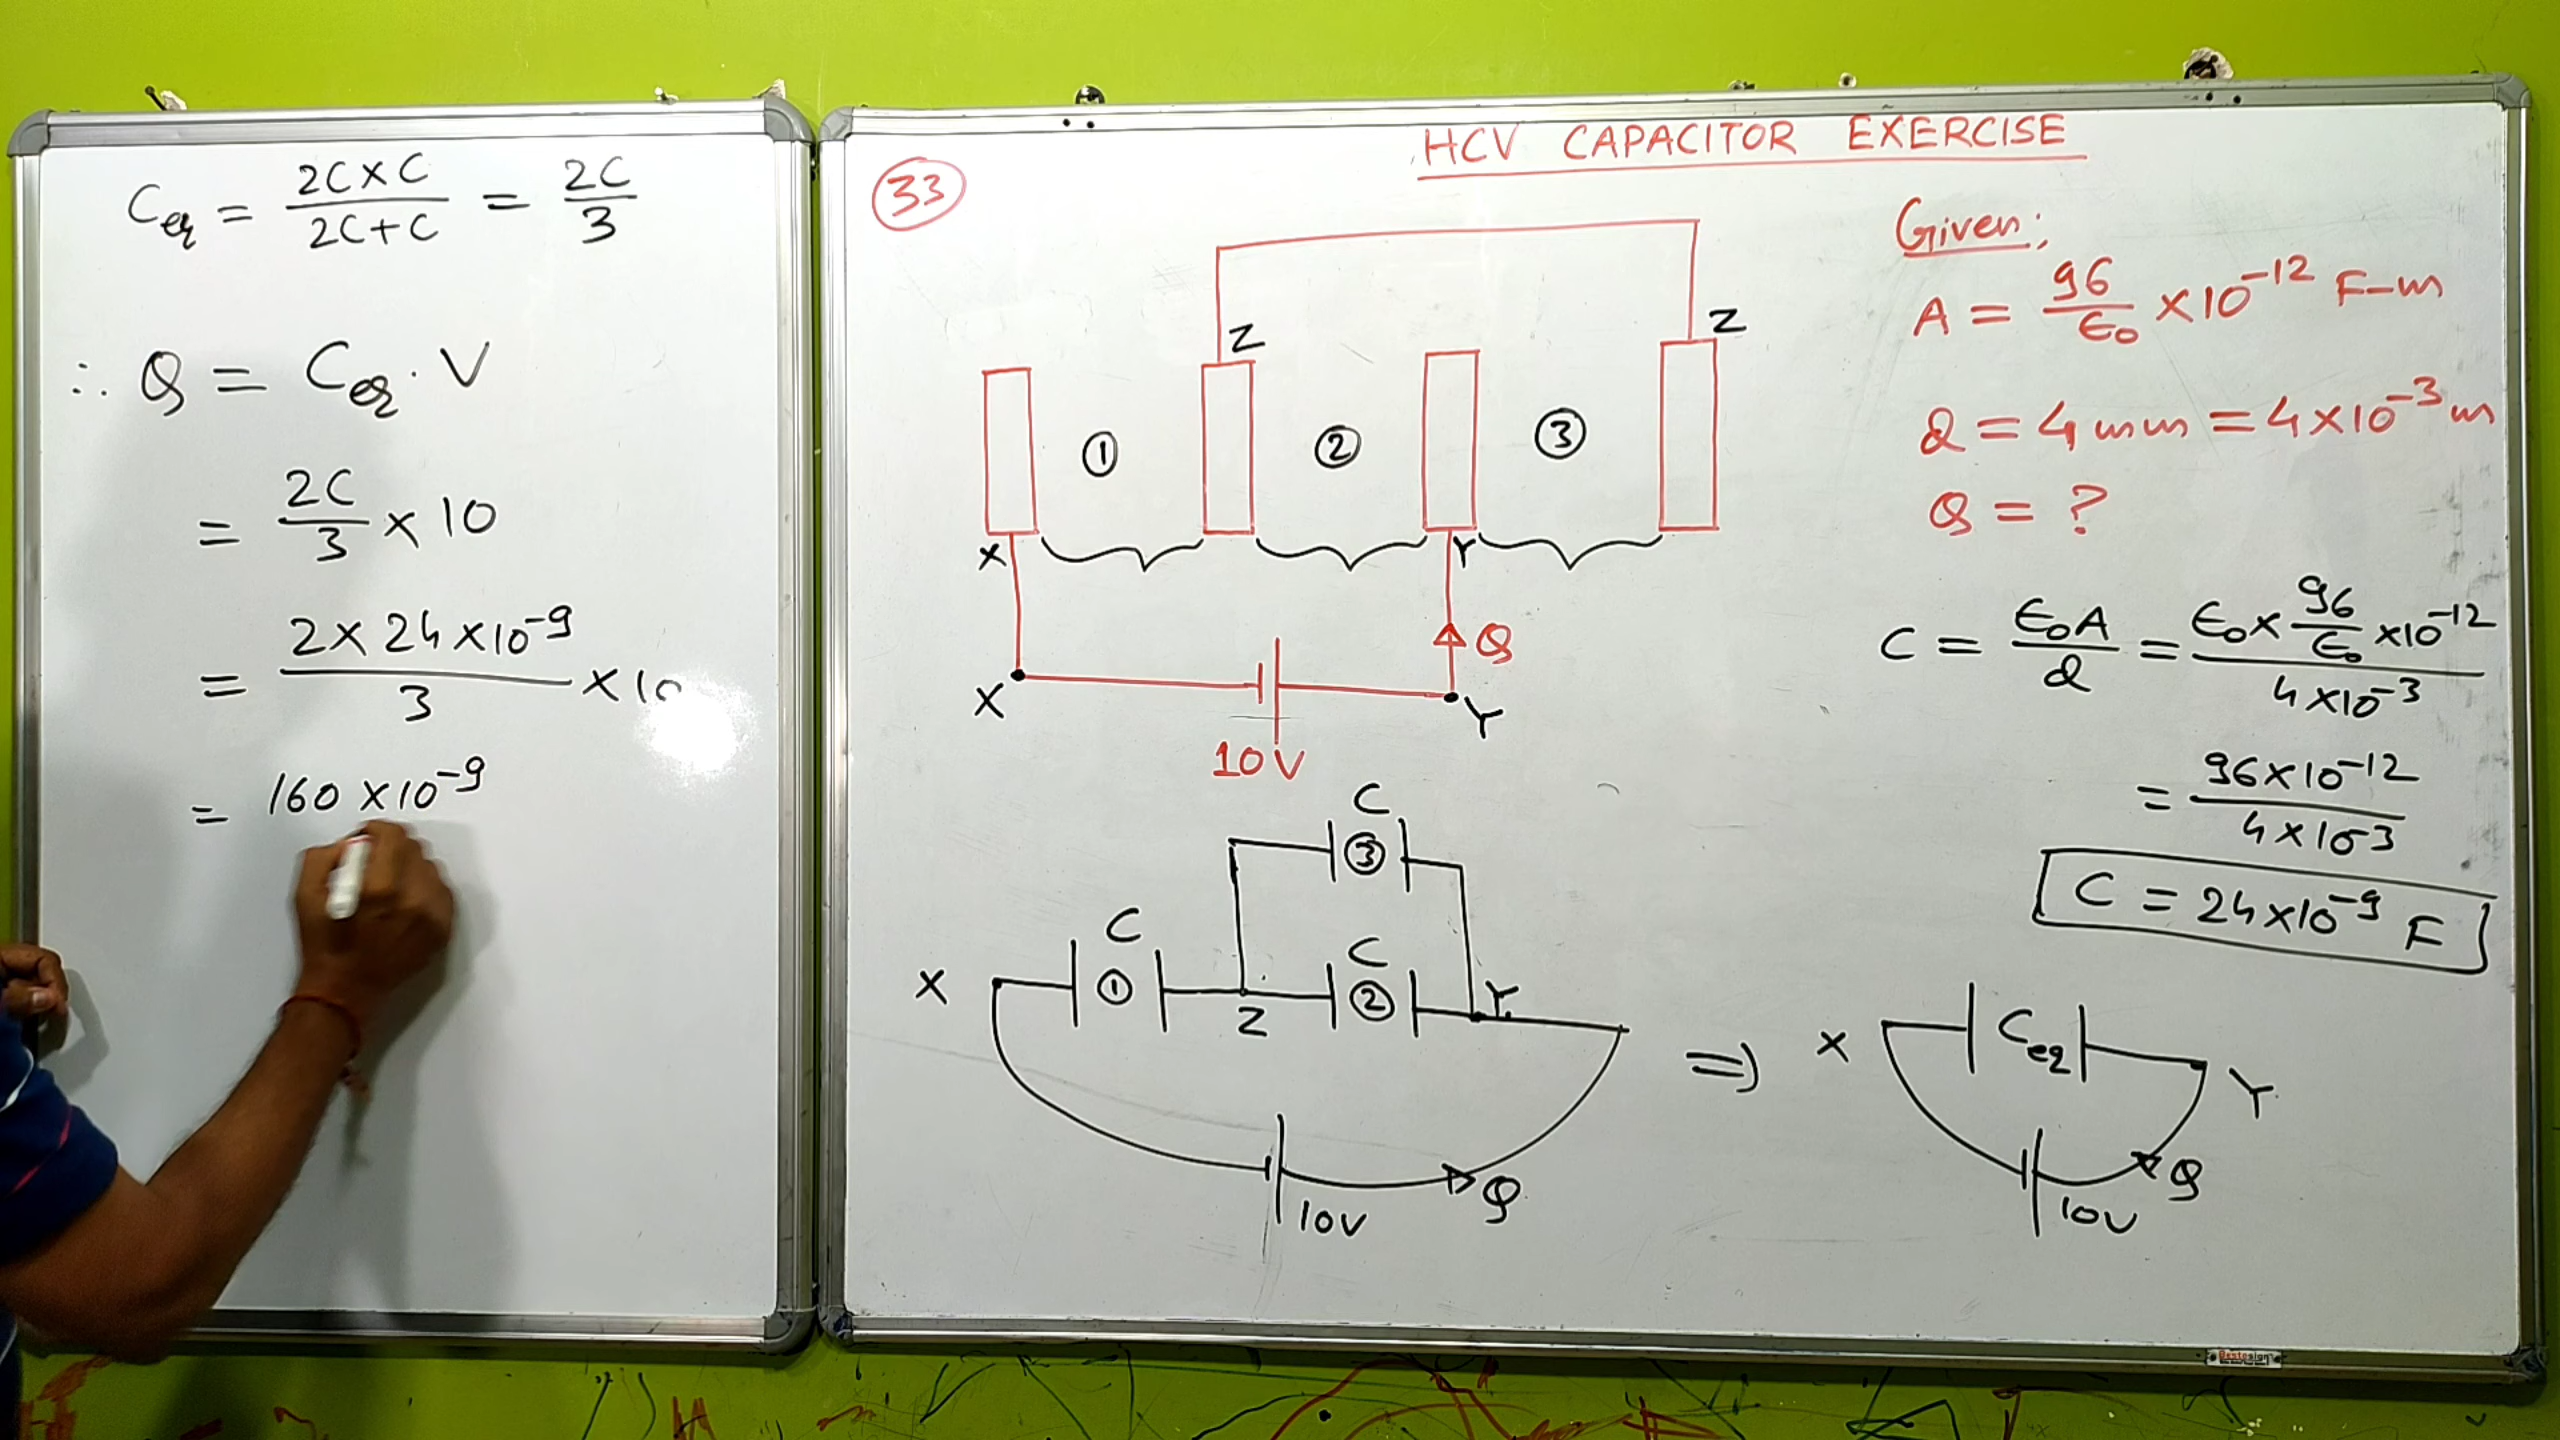 C_eq = 2C×C / 2C+C = 2C / 3
∴ Q = C_eq · V
= 2C / 3 × 10
= 2 × 24 × 10^-9 / 3 × 10
= 160 × 10^-9
HCV CAPACITOR EXERCISE
33
Z Z
1 2 3
X Y
Q
X Y
10V
Given:
A = 96 / ϵ₀ × 10^-12 F-m
d = 4mm = 4×10^-3 m
Q = ?
C = ϵ₀A / d = ϵ₀ × 96 / ϵ₀ × 10^-12 / 4×10^-3
= 96×10^-12 / 4×10^-3
C = 24×10^-9 F
C
3
C C
X 1 Z 2 Y
10V Q
⇒ X C_eq Y
10V Q